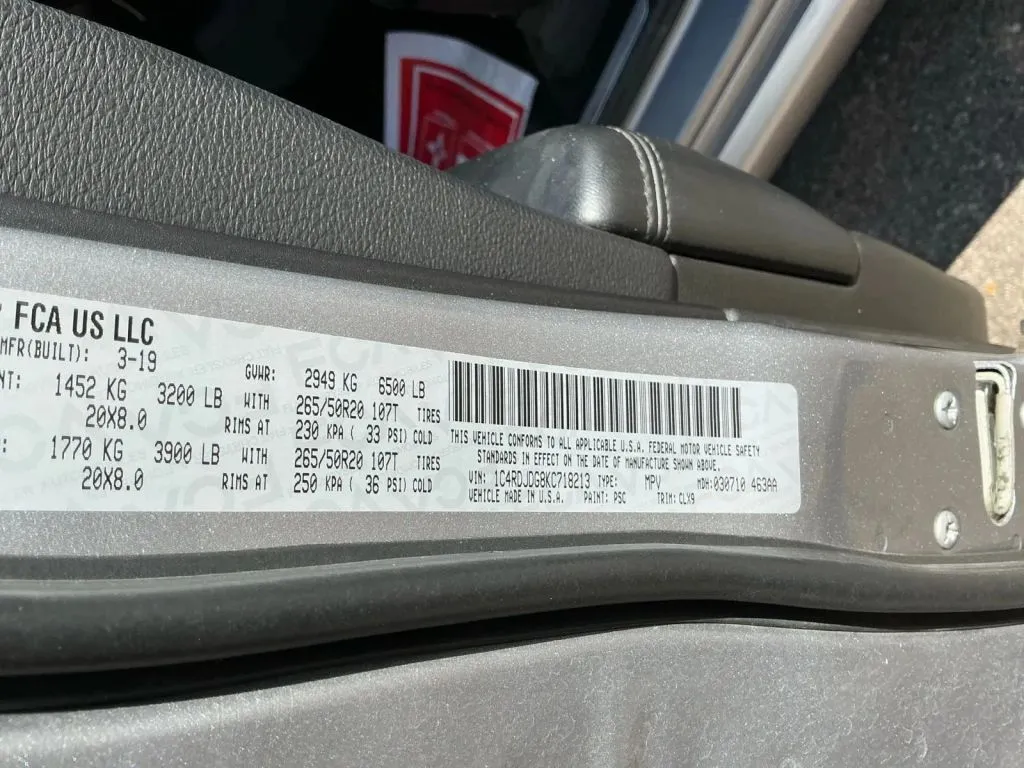 FCA US LLC
MFR(BUILT): 3-19
NT: 1452 KG 3200 LB WITH
20X8.0 RIMS AT
GVWR: 2949 KG 6500 LB
265/50R20 107T TIRES
230 KPA ( 33 PSI) COLD
: 1770 KG 3900 LB WITH
20X8.0 RIMS AT
265/50R20 107T TIRES
250 KPA ( 36 PSI) COLD
THIS VEHICLE CONFORMS TO ALL APPLICABLE U.S.A. FEDERAL MOTOR VEHICLE SAFETY
STANDARDS IN EFFECT ON THE DATE OF MANUFACTURE SHOWN ABOVE.
VIN: 1C4RDJDG8KC718213 TYPE: MPV MDH: 030710 463AA
VEHICLE MADE IN U.S.A. PAINT: PSC TRIM: CLX9